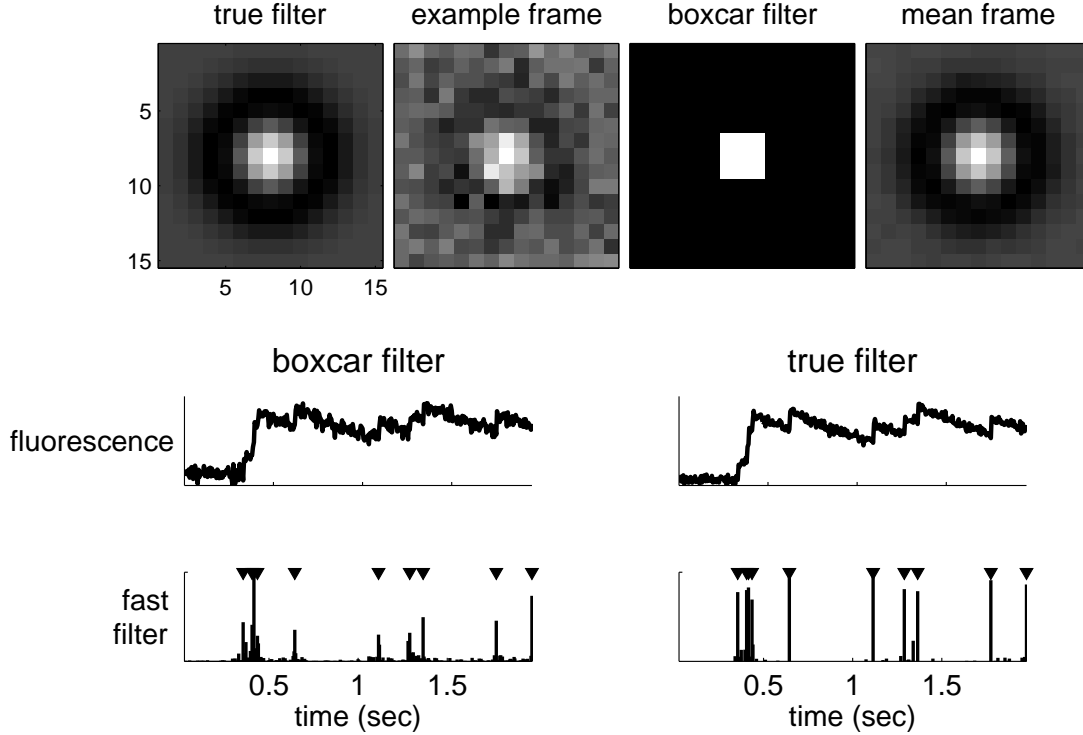 true filter example frame boxcar filter mean frame
5
10
15
5 10 15
boxcar filter true filter
fluorescence
fast
filter
0.5 1 1.5 0.5 1 1.5
time (sec) time (sec)